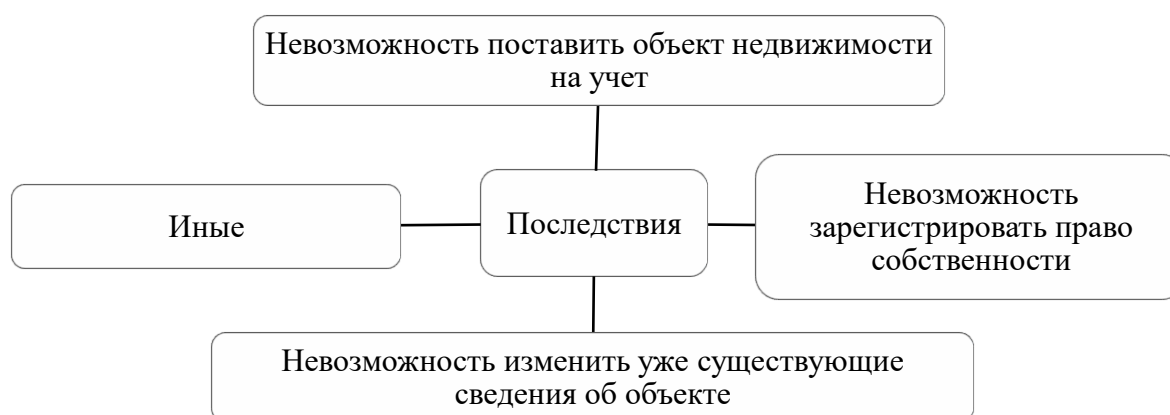 Невозможность поставить объект недвижимости
на учет
Иные
Последствия
Невозможность
зарегистрировать право
собственности
Невозможность изменить уже существующие
сведения об объекте